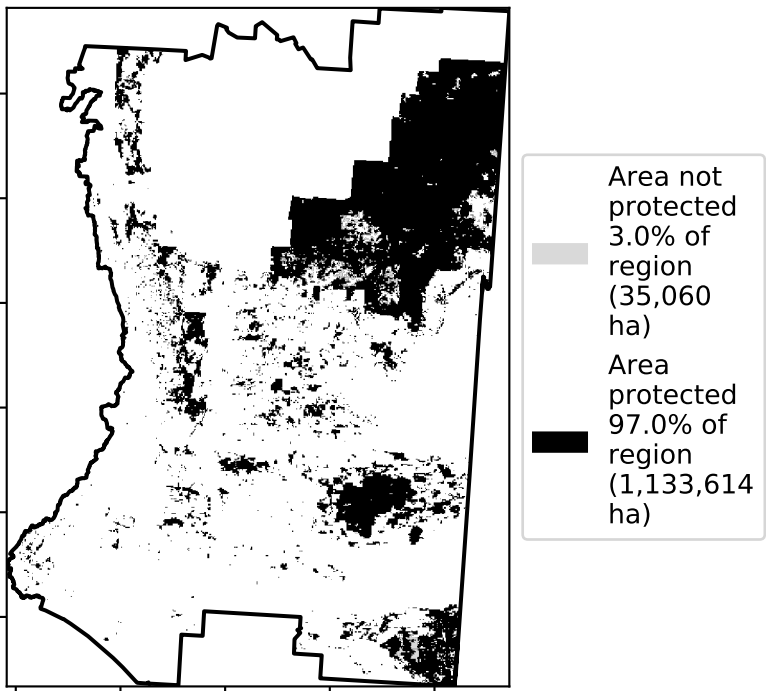 Area not
protected
3.0% of
region
(35,060
ha)
Area
protected
97.0% of
region
(1,133,614
ha)